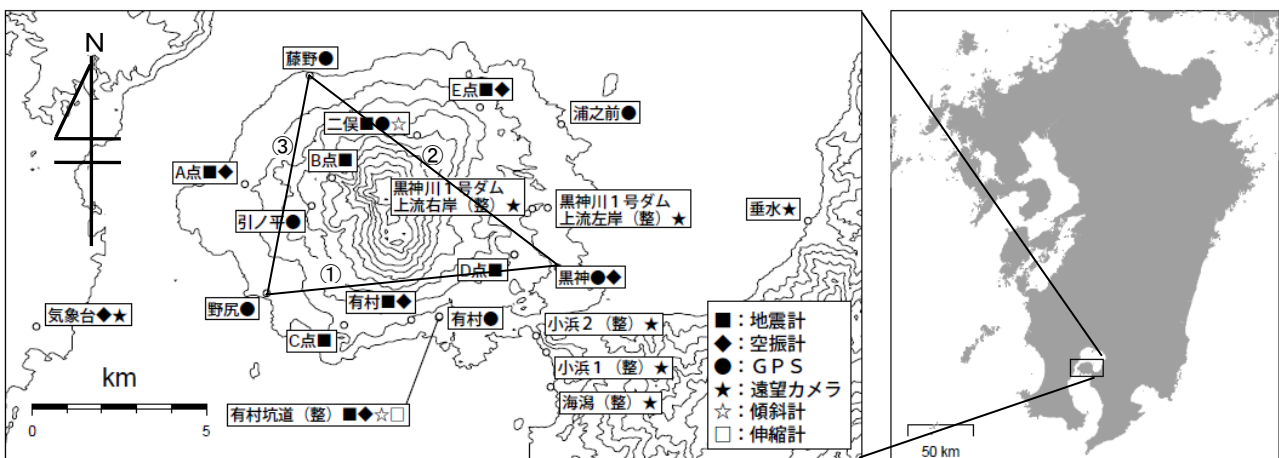 N
藤野●
E点■◆
浦之前●
二俣■●☆
③
②
B点■
A点■◆
黒神川１号ダム
上流右岸（整）★
黒神川１号ダム
上流左岸（整）★
垂水★
引ノ平●
①
D点■
黒神●◆
野尻●
有村■◆
気象台◆★
有村●
小浜２（整）★
C点■
小浜１（整）★
海潟（整）★
有村坑道（整）■◆☆□
km
0
5
■：地震計
◆：空振計
●：ＧＰＳ
★：遠望カメラ
☆：傾斜計
□：伸縮計
50 km